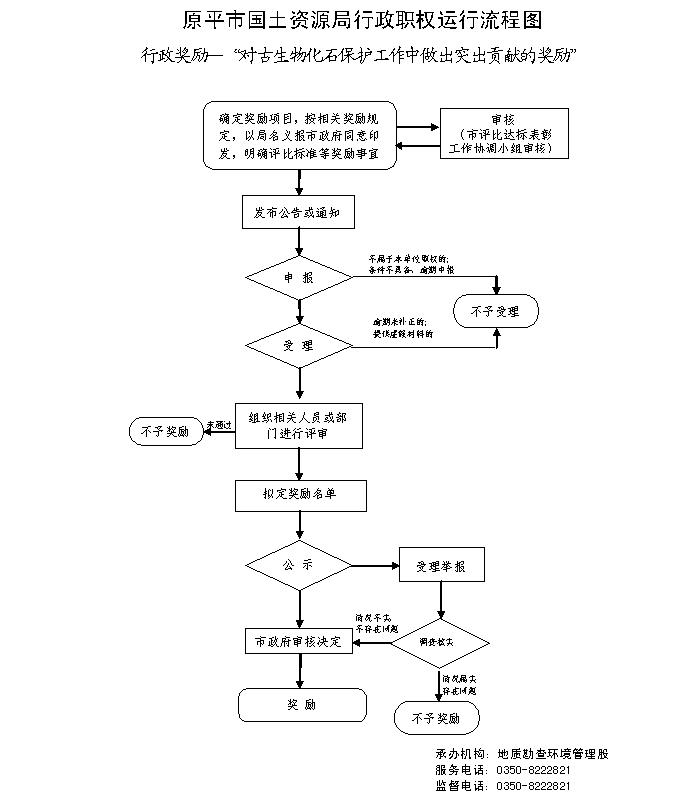 原平市国土资源局行政职权运行流程图
行政奖励—“对古生物化石保护工作中做出突出贡献的奖励”
确定奖励项目，按相关奖励规
定，以局名义报市政府同意印
发，明确评比标准等奖励事宜
审核
（市评比达标表彰
工作协调小组审核）
发布公告或通知
申 报
不属于本单位职权的；
条件不具备、逾期申报
不予受理
受 理
逾期未补正的；
提供虚假材料的
组织相关人员或部
门进行评审
未通过
不予奖励
拟定奖励名单
公 示
受理举报
调查核实
情况不实
不存在问题
市政府审核决定
情况属实
存在问题
奖 励
不予奖励
承办机构：地质勘查环境管理股
服务电话：0350-8222821
监督电话：0350-8222821